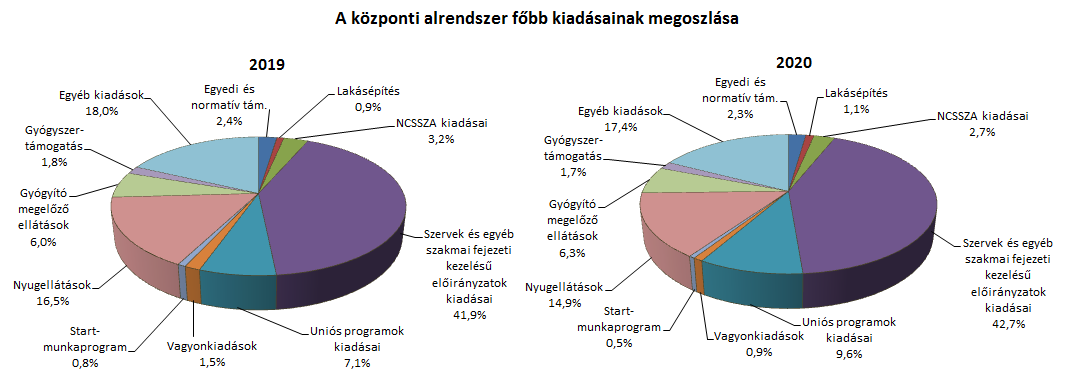 A központi alrendszer főbb kiadásainak megoszlása
2019
Egyedi és
normatív tám.
2,4%
Lakásépítés
0,9%
NCSSZA kiadásai
3,2%
Szervek és egyéb
szakmai fejezeti
kezelésű
előirányzatok
kiadásai
41,9%
Uniós programok
kiadásai
7,1%
Vagyonkiadások
1,5%
Start-
munkaprogram
0,8%
Nyugellátások
16,5%
Gyógyító
megelőző
ellátások
6,0%
Gyógyszer-
támogatás
1,8%
Egyéb kiadások
18,0%
2020
Egyedi és
normatív tám.
2,3%
Lakásépítés
1,1%
NCSSZA kiadásai
2,7%
Szervek és egyéb
szakmai fejezeti
kezelésű
előirányzatok
kiadásai
42,7%
Uniós programok
kiadásai
9,6%
Vagyonkiadások
0,9%
Start-
munkaprogram
0,5%
Nyugellátások
14,9%
Gyógyító
megelőző
ellátások
6,3%
Gyógyszer-
támogatás
1,7%
Egyéb kiadások
17,4%